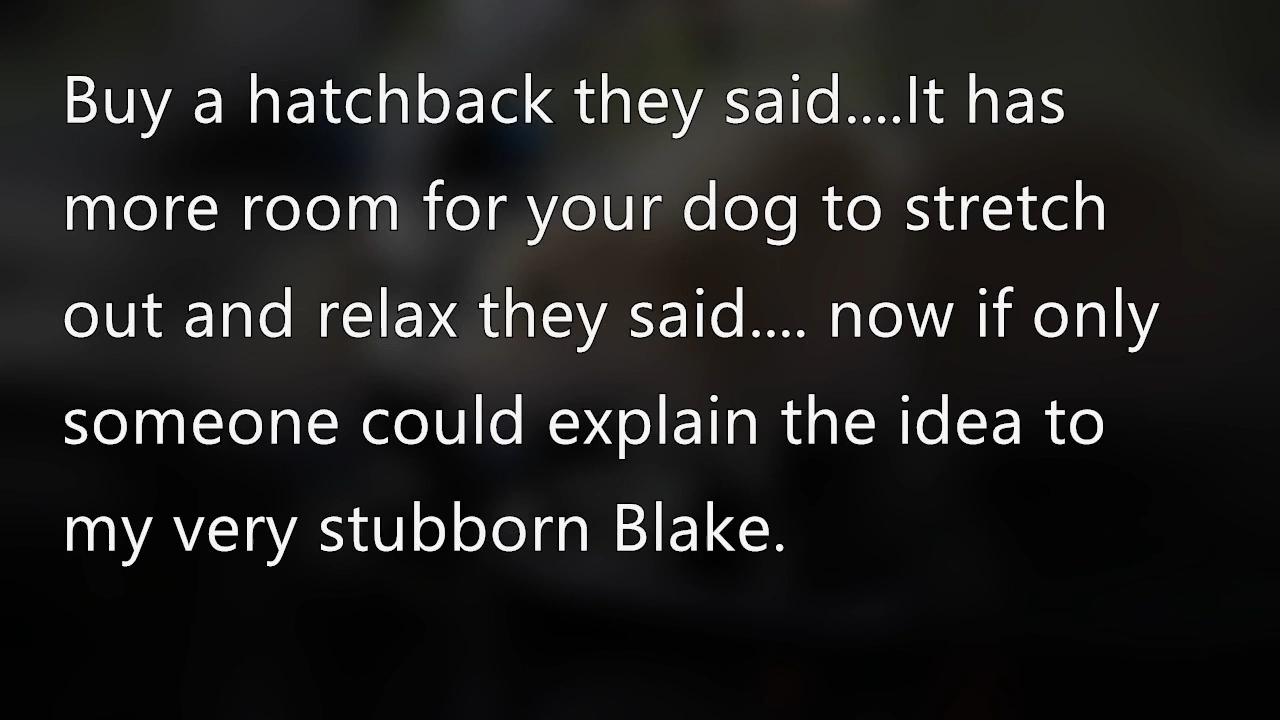 Buy a hatchback they said....It has
more room for your dog to stretch
out and relax they said.... now if only
someone could explain the idea to
my very stubborn Blake.